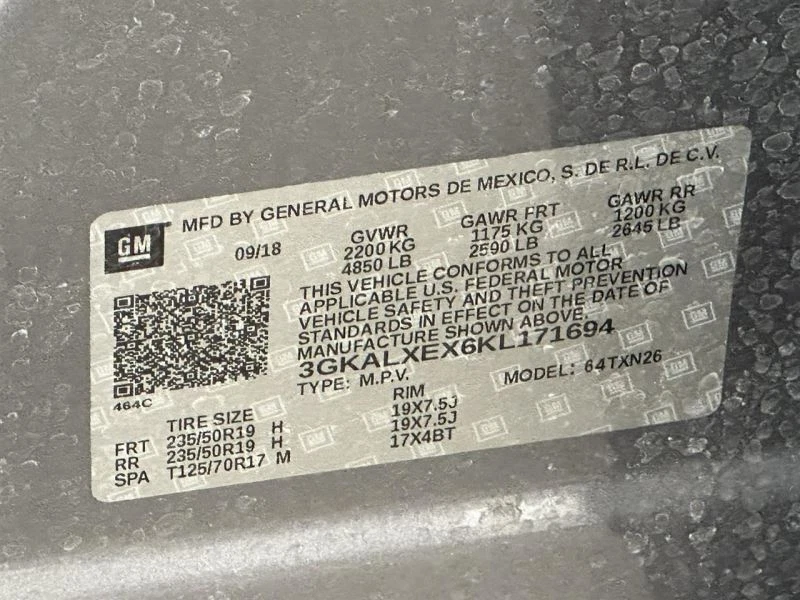 GM
MFD BY GENERAL MOTORS DE MEXICO, S. DE R.L. DE C.V.
09/18
GVWR
2200 KG
4850 LB
GAWR FRT
1175 KG
2590 LB
GAWR RR
1200 KG
2645 LB
THIS VEHICLE CONFORMS TO ALL
APPLICABLE U.S. FEDERAL MOTOR
VEHICLE SAFETY AND THEFT PREVENTION
STANDARDS IN EFFECT ON THE DATE OF
MANUFACTURE SHOWN ABOVE.
3GKALXEX6KL171694
TYPE: M.P.V. MODEL: 64TXN26
464C
TIRE SIZE RIM
FRT 235/50R19 H 19X7.5J
RR 235/50R19 H 19X7.5J
SPA T125/70R17 M 17X4BT